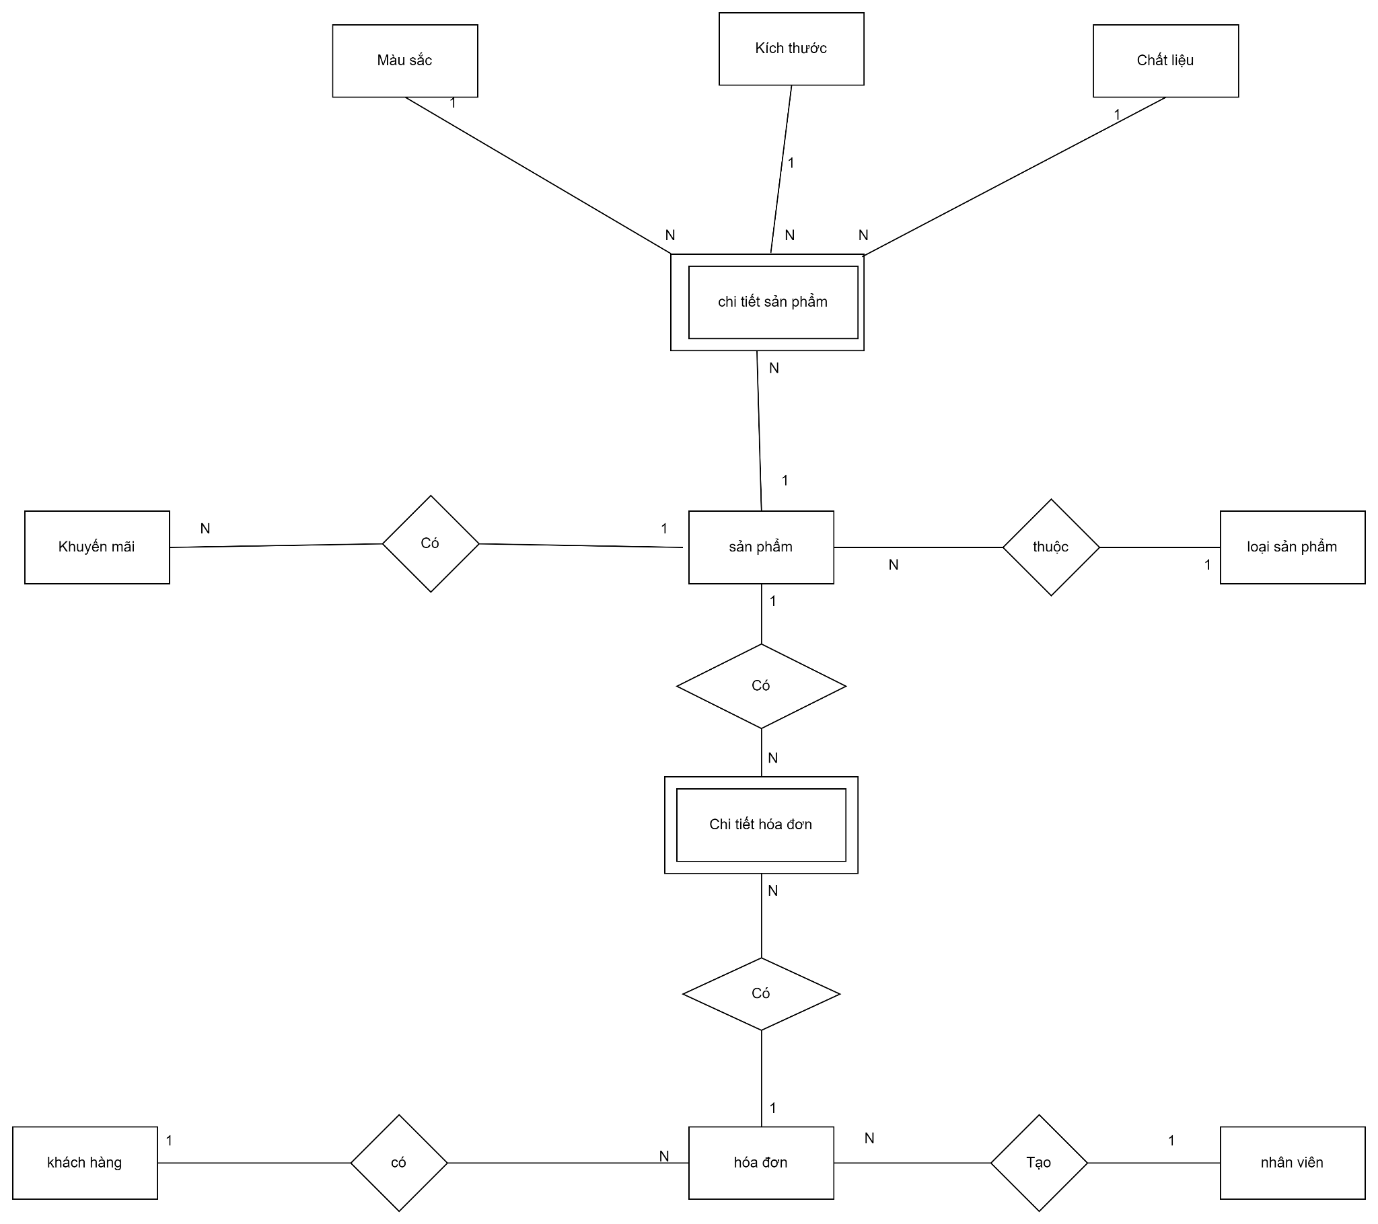 Màu sắc
Kích thước
Chất liệu
1
1
1
N
N
N
chi tiết sản phẩm
N
1
Khuyến mãi
N
Có
1
sản phẩm
N
thuộc
1
loại sản phẩm
1
Có
N
Chi tiết hóa đơn
N
Có
1
khách hàng
1
có
N
hóa đơn
N
Tạo
1
nhân viên